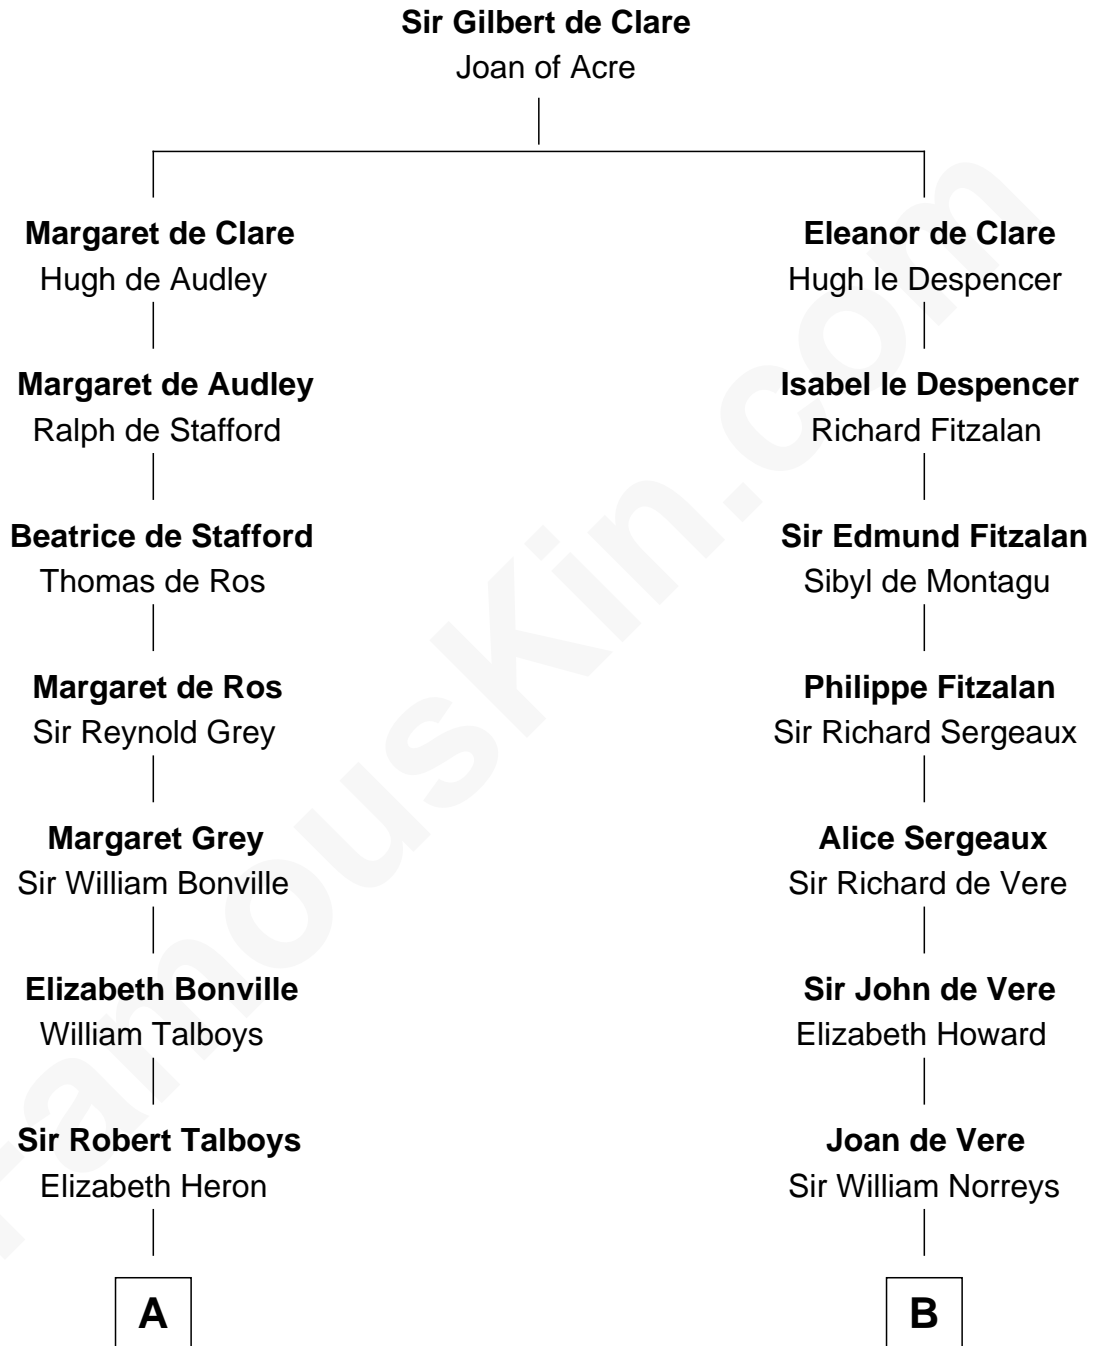 Sir Gilbert de Clare
Joan of Acre
Margaret de Clare
Hugh de Audley
Eleanor de Clare
Hugh le Despencer
Margaret de Audley
Ralph de Stafford
Isabel le Despencer
Richard Fitzalan
Beatrice de Stafford
Thomas de Ros
Sir Edmund Fitzalan
Sibyl de Montagu
Margaret de Ros
Sir Reynold Grey
Philippe Fitzalan
Sir Richard Sergeaux
Margaret Grey
Sir William Bonville
Alice Sergeaux
Sir Richard de Vere
Elizabeth Bonville
William Talboys
Sir John de Vere
Elizabeth Howard
Sir Robert Talboys
Elizabeth Heron
Joan de Vere
Sir William Norreys
A
B
FamousKin.com